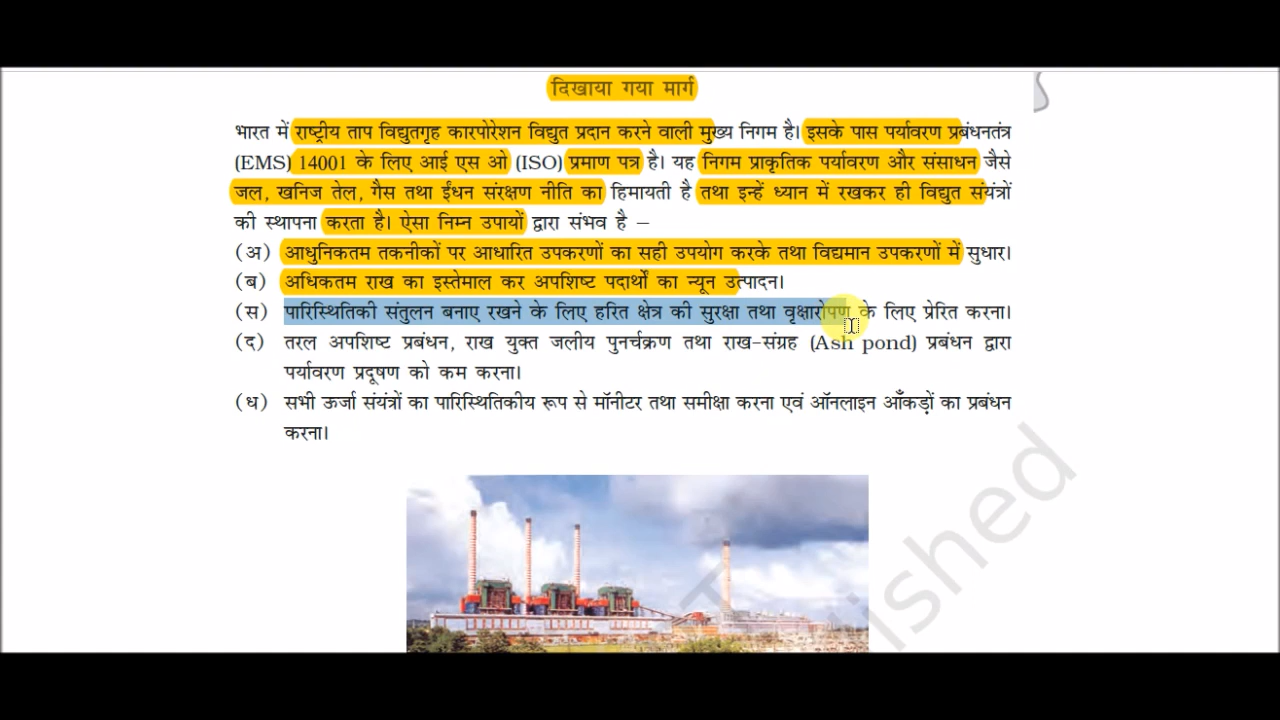 दिखाया गया मार्ग
भारत में राष्ट्रीय ताप विद्युतगृह कारपोरेशन विद्युत प्रदान करने वाली मुख्य निगम है। इसके पास पर्यावरण प्रबंधनतंत्र
(EMS) 14001 के लिए आई एस ओ (ISO) प्रमाण पत्र है। यह निगम प्राकृतिक पर्यावरण और संसाधन जैसे
जल, खनिज तेल, गैस तथा ईंधन संरक्षण नीति का हिमायती है तथा इन्हें ध्यान में रखकर ही विद्युत संयंत्रों
की स्थापना करता है। ऐसा निम्न उपायों द्वारा संभव है –
(अ) आधुनिकतम तकनीकों पर आधारित उपकरणों का सही उपयोग करके तथा विद्यमान उपकरणों में सुधार।
(ब) अधिकतम राख का इस्तेमाल कर अपशिष्ट पदार्थों का न्यून उत्पादन।
(स) पारिस्थितिकी संतुलन बनाए रखने के लिए हरित क्षेत्र की सुरक्षा तथा वृक्षारोपण के लिए प्रेरित करना।
(द) तरल अपशिष्ट प्रबंधन, राख युक्त जलीय पुनर्चक्रण तथा राख-संग्रह (Ash pond) प्रबंधन द्वारा
पर्यावरण प्रदूषण को कम करना।
(ध) सभी ऊर्जा संयंत्रों का पारिस्थितिकीय रूप से मॉनीटर तथा समीक्षा करना एवं ऑनलाइन आँकड़ों का प्रबंधन
करना।